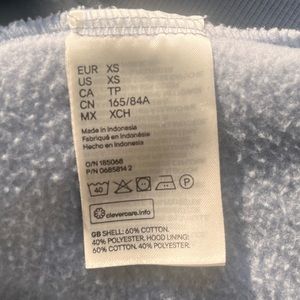 EUR XS
US XS
CA TP
CN 165/84A
MX XCH
Made in Indonesia
Fabriqué en Indonésie
Hecho en Indonesia
O/N 185068
P/N 0685814 2
40 P
clevercare.info
GB SHELL: 60% COTTON,
40% POLYESTER, HOOD LINING:
60% COTTON, 40% POLYESTER